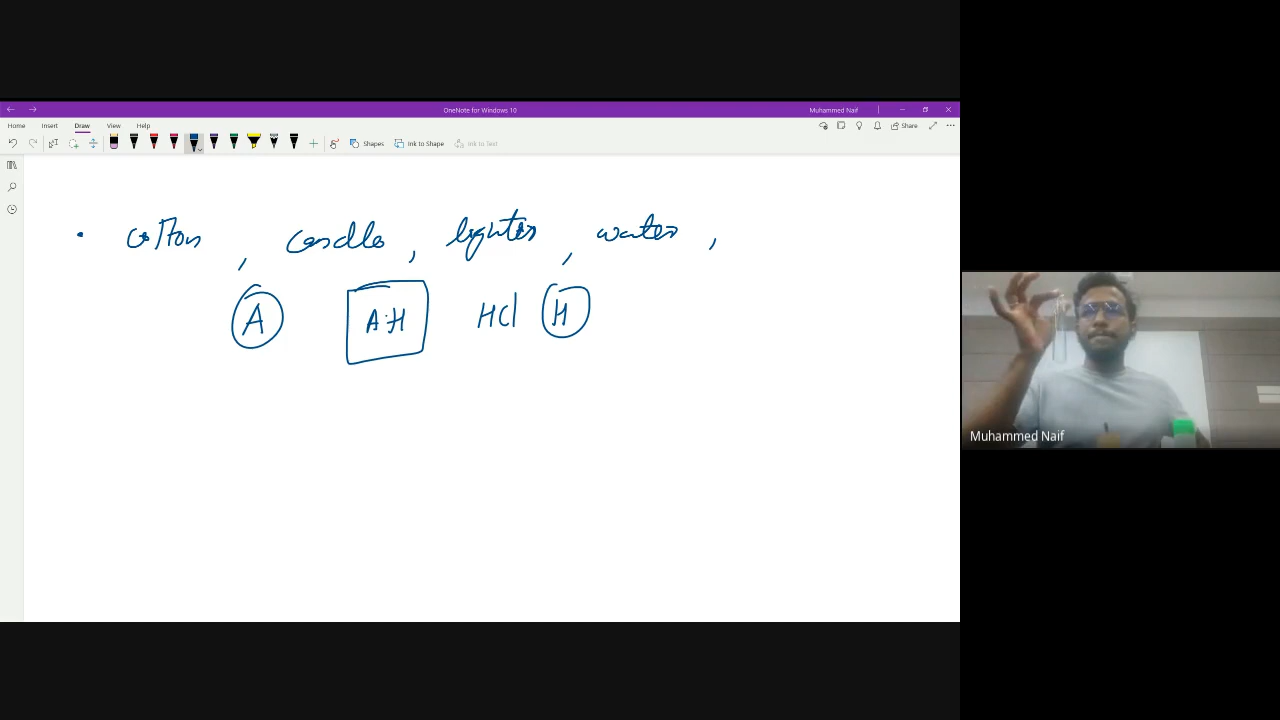 OneNote for Windows 10
Muhammed Naif
Home Insert Draw View Help
Share
Shapes Ink to Shape Ink to Text
• cotton, candle, lighter, water,
A A·H HCl H
Muhammed Naif